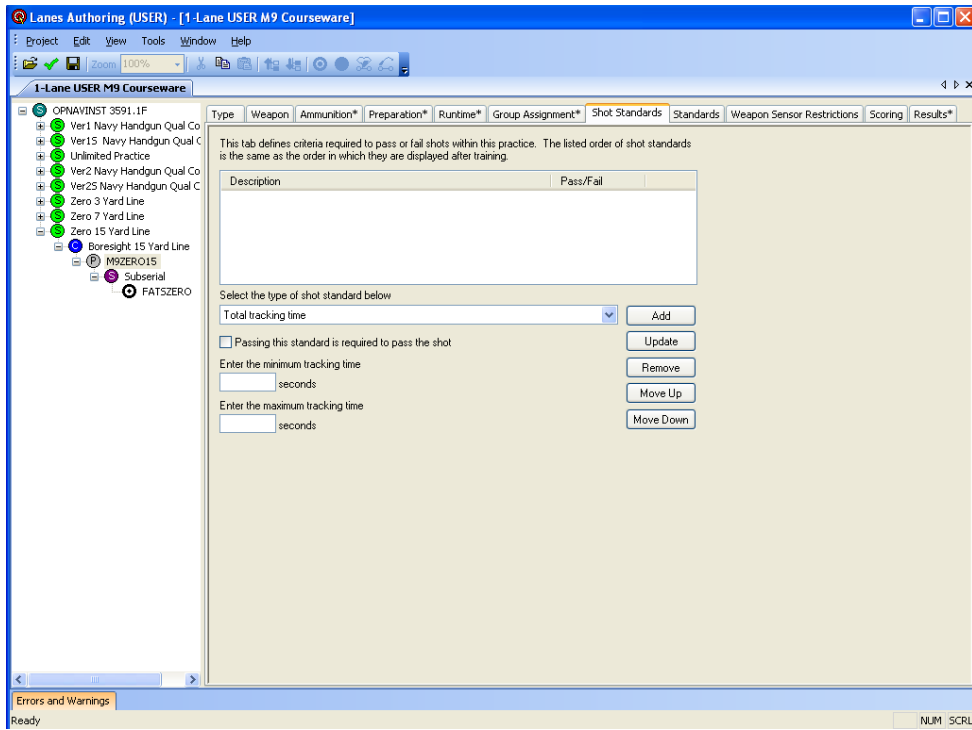 Lanes Authoring (USER) - [1-Lane USER M9 Courseware]
Project Edit View Tools Window Help
Zoom 100%
1-Lane USER M9 Courseware
OPNAVINST 3591.1F
Ver1 Navy Handgun Qual Co
Ver1S Navy Handgun Qual C
Unlimited Practice
Ver2 Navy Handgun Qual Co
Ver2S Navy Handgun Qual C
Zero 3 Yard Line
Zero 7 Yard Line
Zero 15 Yard Line
C Boresight 15 Yard Line
P M9ZERO15
S Subserial
FATSZERO
Type Weapon Ammunition* Preparation* Runtime* Group Assignment* Shot Standards Standards Weapon Sensor Restrictions Scoring Results*
This tab defines criteria required to pass or fail shots within this practice. The listed order of shot standards
is the same as the order in which they are displayed after training.
Description Pass/Fail
Select the type of shot standard below
Total tracking time Add
Passing this standard is required to pass the shot Update
Enter the minimum tracking time Remove
seconds
Move Up
Enter the maximum tracking time
seconds Move Down
Errors and Warnings
Ready NUM SCRL